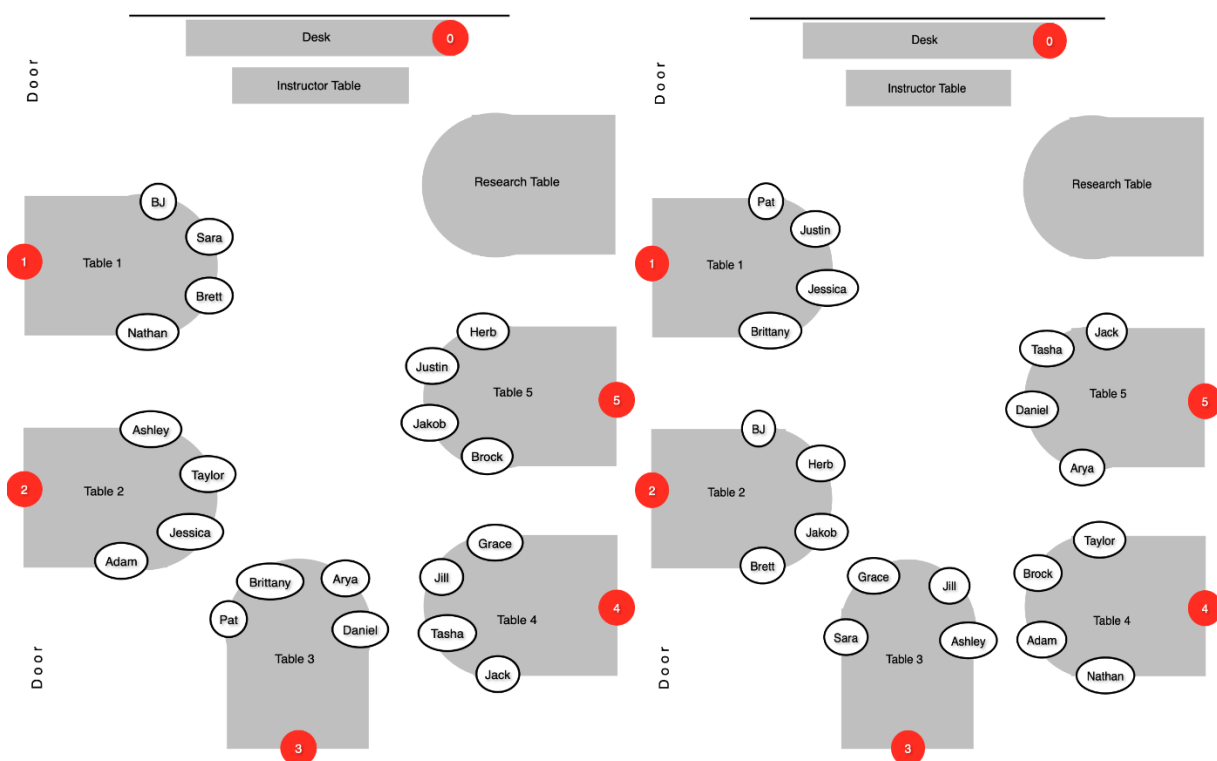 Desk
0
Door
Instructor Table
Research Table
BJ
Sara
1
Table 1
Brett
Nathan
Herb
Justin
Table 5
5
Jakob
Brock
Ashley
Taylor
2
Table 2
Jessica
Adam
Grace
Jill
4
Table 4
Tasha
Jack
Brittany
Arya
Pat
Daniel
Table 3
3
Door
Desk
0
Door
Instructor Table
Research Table
Pat
Justin
1
Table 1
Jessica
Brittany
Jack
Tasha
Table 5
5
Daniel
Arya
BJ
Herb
2
Table 2
Jakob
Brett
Taylor
Brock
4
Table 4
Adam
Nathan
Grace
Jill
Sara
Ashley
Table 3
3
Door